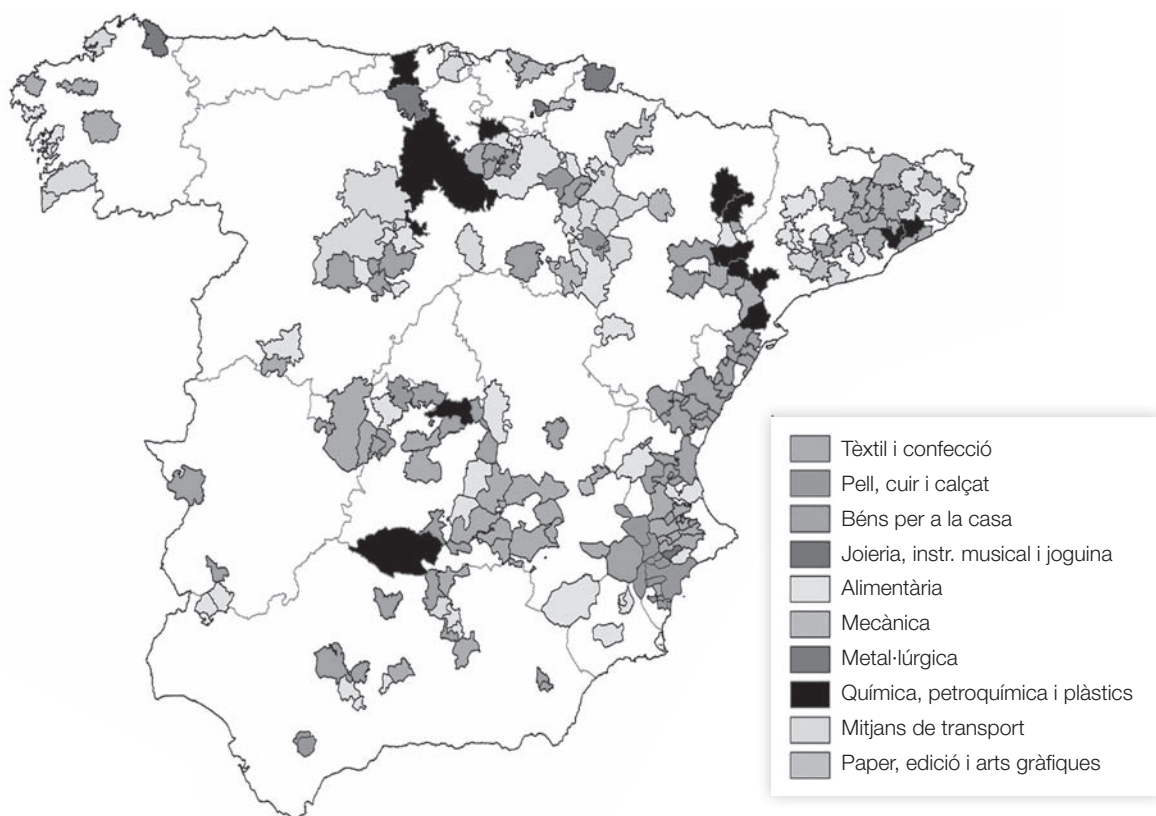 Tèxtil i confecció
Pell, cuir i calçat
Béns per a la casa
Joieria, instr. musical i joguina
Alimentària
Mecànica
Metal·lúrgica
Química, petroquímica i plàstics
Mitjans de transport
Paper, edició i arts gràfiques